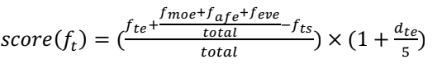 score(f_t) = (\frac{f_{te} + \frac{f_{moe} + f_{afe} + f_{eve}}{total} - f_{ts}}{total}) × (1 + \frac{d_{te}}{5})